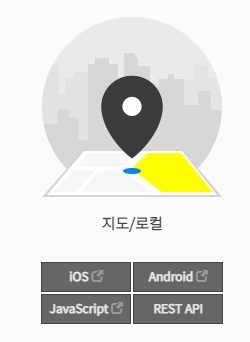 지도/로컬
iOS
Android
JavaScript
REST API